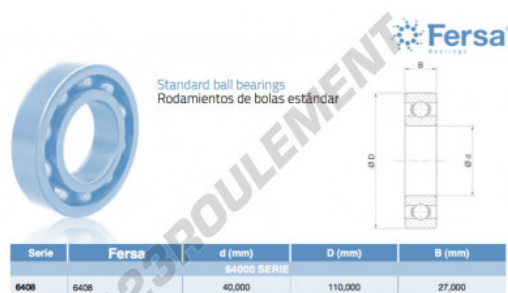 Fersa
Bearings
Standard ball bearings
Rodamientos de bolas estándar
B
Ø D
Ø d
123ROULEMENT
Serie Fersa d (mm) D (mm) B (mm)
64000 SERIE
6408 6408 40,000 110,000 27,000